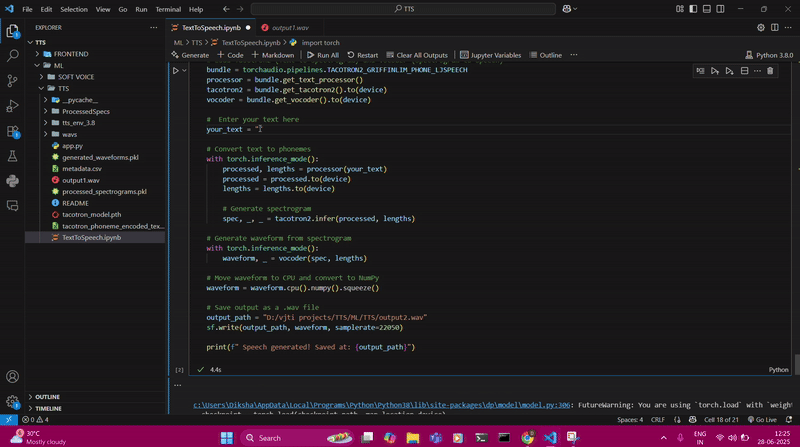 File Edit Selection View Go Run Terminal Help
TTS
EXPLORER
TTS
FRONTEND
ML
SOFT VOICE
TTS
__pycache__
ProcessedSpecs
tts_env_3.8
wavs
app.py
generated_waveforms.pkl
metadata.csv
output1.wav
processed_spectrograms.pkl
README
tacotron_model.pth
tacotron_phoneme_encoded_tex...
TextToSpeech.ipynb
OUTLINE
TIMELINE
TextToSpeech.ipynb
output1.wav
ML > TTS > TextToSpeech.ipynb > import torch
Generate + Code + Markdown Run All Restart Clear All Outputs Jupyter Variables Outline ... Python 3.8.0
bundle = torchaudio.pipelines.TACOTRON2_GRIFFINLIM_PHONE_LJSPEECH
processor = bundle.get_text_processor()
tacotron2 = bundle.get_tacotron2().to(device)
vocoder = bundle.get_vocoder().to(device)
# Enter your text here
your_text = "
# Convert text to phonemes
with torch.inference_mode():
processed, lengths = processor(your_text)
processed = processed.to(device)
lengths = lengths.to(device)
# Generate spectrogram
spec, _, _ = tacotron2.infer(processed, lengths)
# Generate waveform from spectrogram
with torch.inference_mode():
waveform, _ = vocoder(spec, lengths)
# Move waveform to CPU and convert to NumPy
waveform = waveform.cpu().numpy().squeeze()
# Save output as a .wav file
output_path = "D:/vjti projects/TTS/ML/TTS/output2.wav"
sf.write(output_path, waveform, samplerate=22050)
print(f" Speech generated! Saved at: {output_path}")
[2] 4.4s Python
...
c:\Users\Diksha\AppData\Local\Programs\Python\Python38\lib\site-packages\dp\model\model.py:306: FutureWarning: You are using `torch.load` with `weight
0 4 Spaces: 4 CRLF Cell 18 of 21 Go Live
30°C
Mostly cloudy
Search
ENG
IN
12:25
28-06-2025